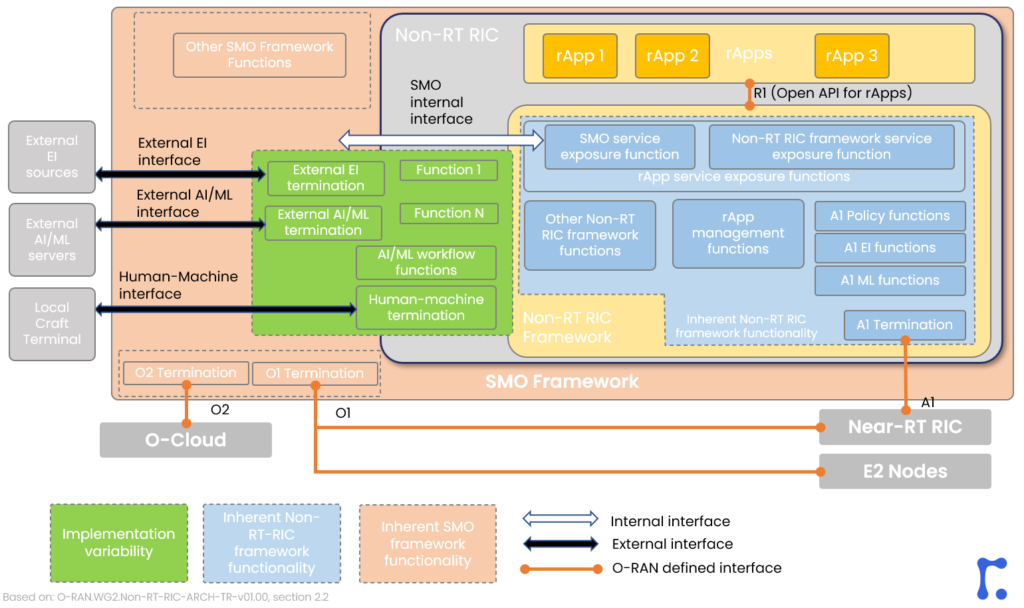 Non-RT RIC
rApp 1
rApp 2
rApps
rApp 3
Other SMO Framework
Functions
SMO
internal
interface
R1 (Open API for rApps)
External
EI
sources
External EI
interface
External EI
termination
Function 1
SMO service
exposure function
Non-RT RIC framework service
exposure function
rApp service exposure functions
External
AI/ML
servers
External AI/ML
interface
External AI/ML
termination
Function N
Other Non-RT
RIC framework
functions
rApp
management
functions
A1 Policy functions
A1 EI functions
A1 ML functions
AI/ML workflow
functions
Human-Machine
interface
Local
Craft
Terminal
Human-machine
termination
Non-RT RIC
Framework
Inherent Non-RT RIC
framework functionality
A1 Termination
O2 Termination
O1 Termination
SMO Framework
O2
O1
A1
O-Cloud
Near-RT RIC
E2 Nodes
Implementation
variability
Inherent Non-
RT-RIC
framework
functionality
Inherent SMO
framework
functionality
Internal interface
External interface
O-RAN defined interface
Based on: O-RAN.WG2.Non-RT-RIC-ARCH-TR-v01.00, section 2.2